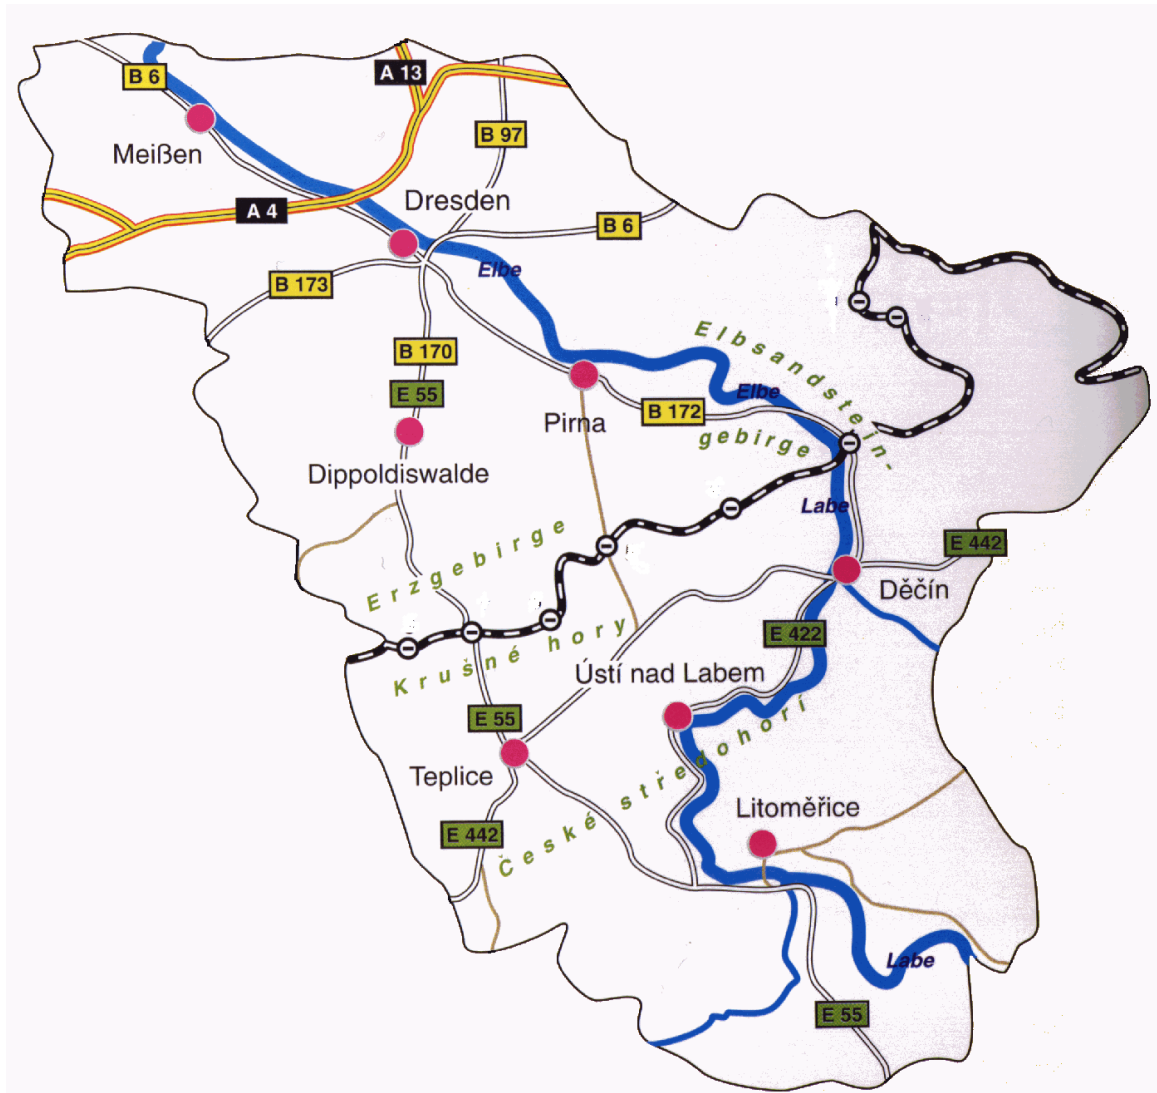 B 6
A 13
B 97
Meißen
Dresden
A 4
B 6
Elbe
B 173
Elbsandstein-
gebirge
B 170
E 55
Elbe
B 172
Pirna
Dippoldiswalde
Labe
Erzgebirge
E 442
Děčín
Krušné hory
E 422
Ústí nad Labem
E 55
České středohoří
Teplice
Litoměřice
E 442
Labe
E 55